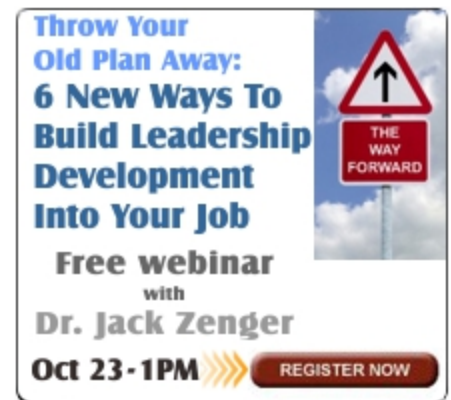 Throw Your
Old Plan Away:
6 New Ways To
Build Leadership
Development
Into Your Job
THE
WAY
FORWARD
Free webinar
with
Dr. Jack Zenger
Oct 23-1PM
REGISTER NOW